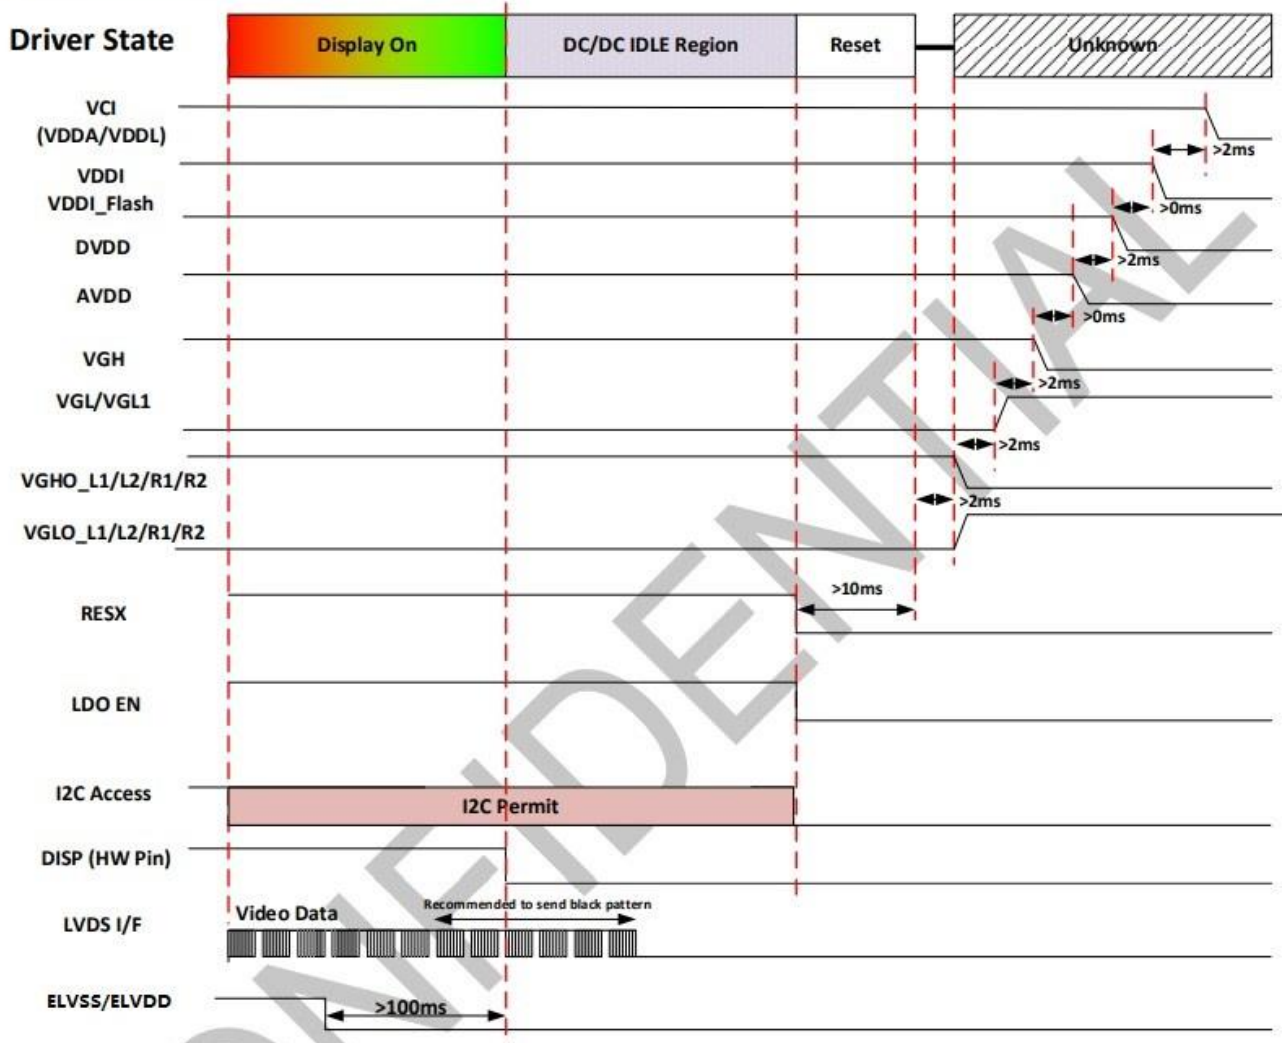 Driver State
Display On
DC/DC IDLE Region
Reset
Unknown
VCI
(VDDA/VDDL)
>2ms
VDDI
VDDI_Flash
>0ms
DVDD
>2ms
AVDD
>0ms
VGH
>2ms
VGL/VGL1
>2ms
VGHO_L1/L2/R1/R2
>2ms
VGLO_L1/L2/R1/R2
>10ms
RESX
LDO EN
I2C Access
I2C Permit
DISP (HW Pin)
Recommended to send black pattern
Video Data
LVDS I/F
ELVSS/ELVDD
>100ms
ONFIDENTIAL